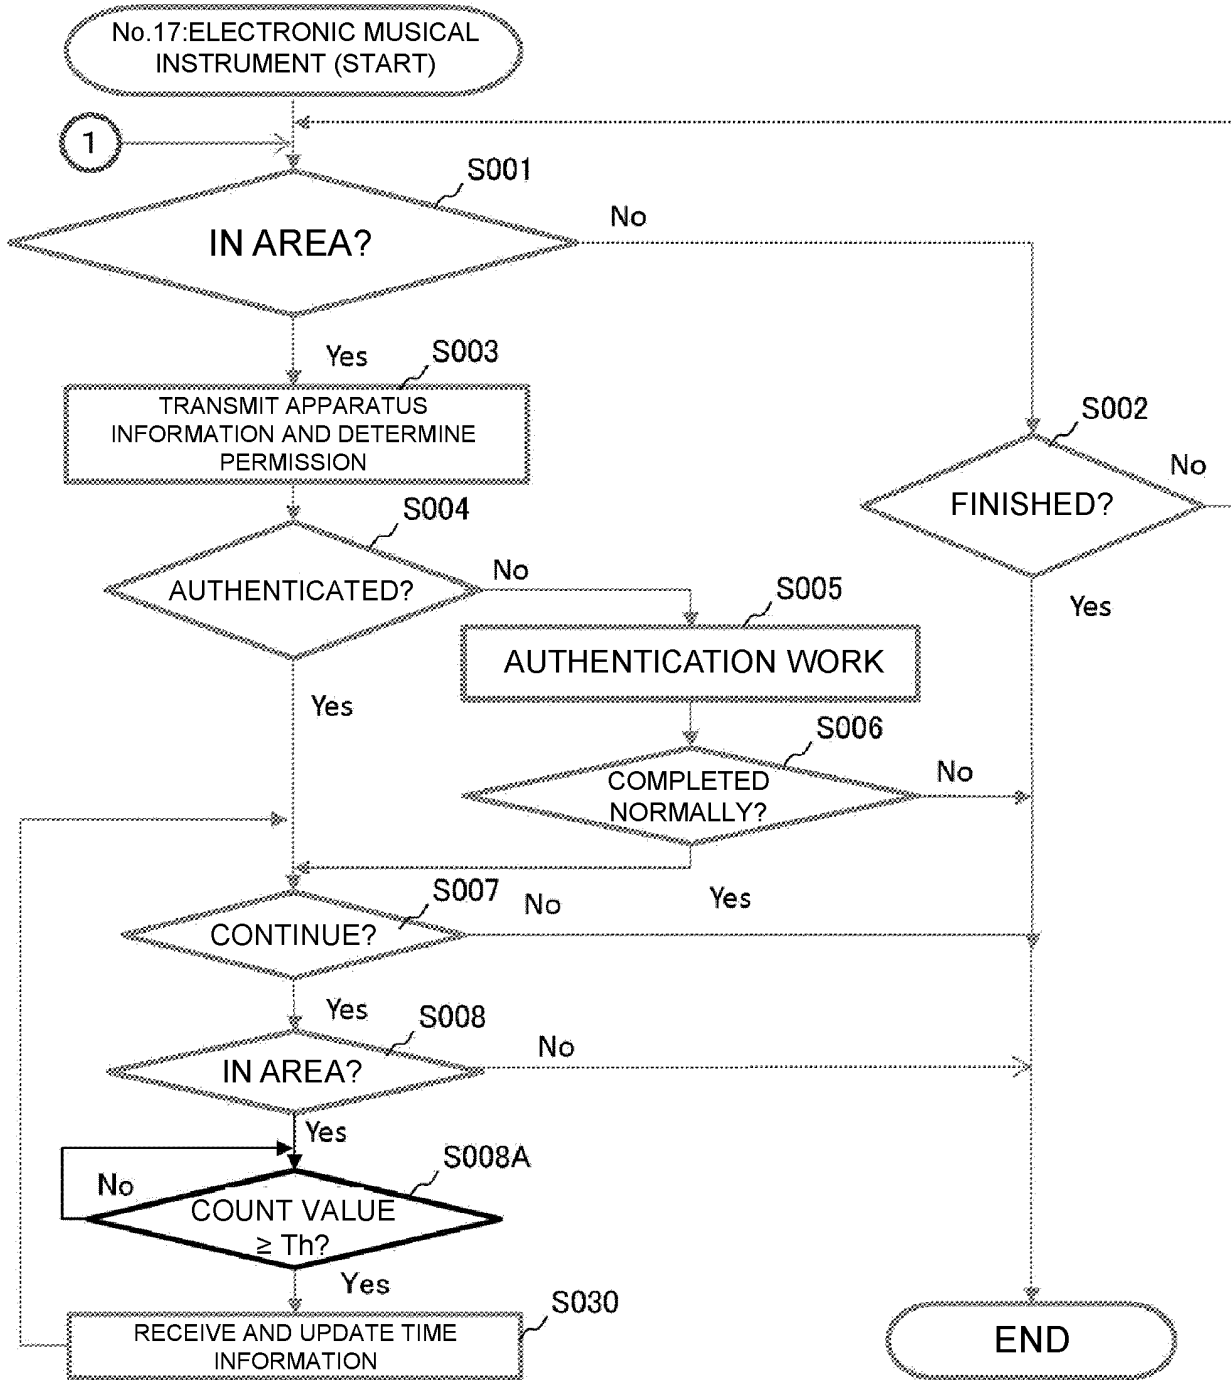 No.17:ELECTRONIC MUSICAL
INSTRUMENT (START)
1
S001
IN AREA?
No
Yes
S003
TRANSMIT APPARATUS
INFORMATION AND DETERMINE
PERMISSION
S002
FINISHED?
No
Yes
S004
AUTHENTICATED?
No
Yes
S005
AUTHENTICATION WORK
S006
COMPLETED
NORMALLY?
No
Yes
S007
CONTINUE?
No
Yes
S008
IN AREA?
No
Yes
S008A
No
COUNT VALUE
≥ Th?
Yes
S030
RECEIVE AND UPDATE TIME
INFORMATION
END